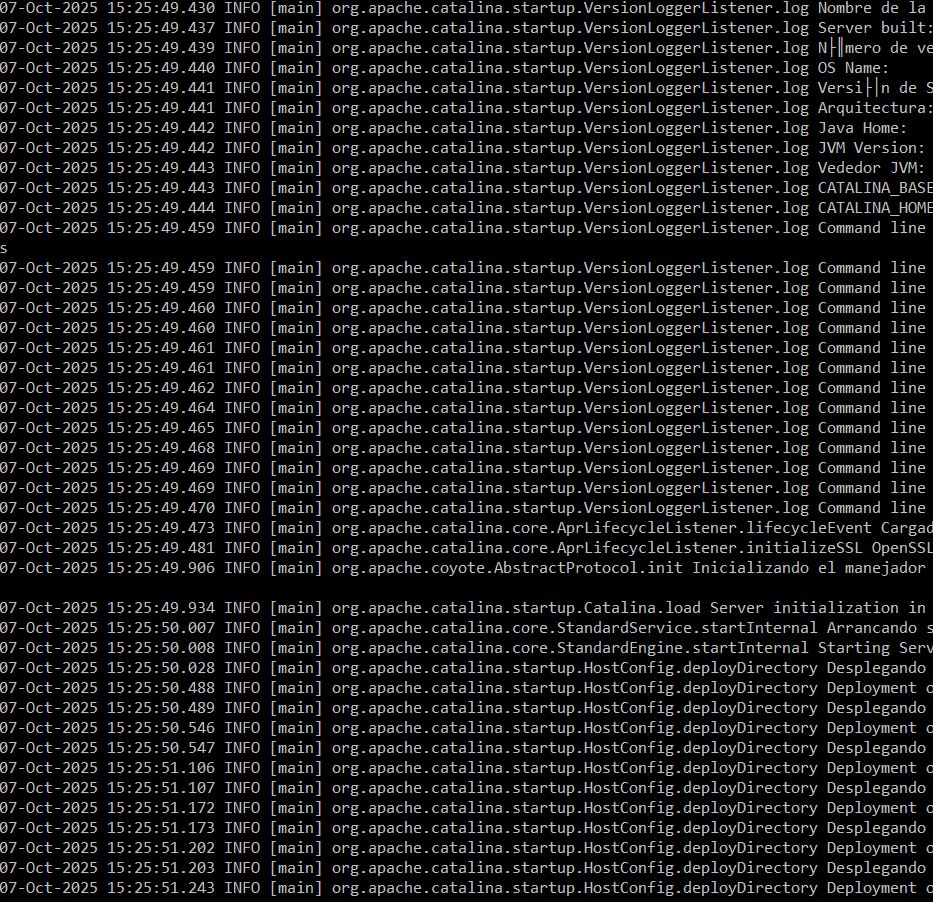 07-Oct-2025 15:25:49.430 INFO [main] org.apache.catalina.startup.VersionLoggerListener.log Nombre de la
07-Oct-2025 15:25:49.437 INFO [main] org.apache.catalina.startup.VersionLoggerListener.log Server built:
07-Oct-2025 15:25:49.439 INFO [main] org.apache.catalina.startup.VersionLoggerListener.log N├║mero de ve
07-Oct-2025 15:25:49.440 INFO [main] org.apache.catalina.startup.VersionLoggerListener.log OS Name:
07-Oct-2025 15:25:49.441 INFO [main] org.apache.catalina.startup.VersionLoggerListener.log Versi├│n de S
07-Oct-2025 15:25:49.441 INFO [main] org.apache.catalina.startup.VersionLoggerListener.log Arquitectura:
07-Oct-2025 15:25:49.442 INFO [main] org.apache.catalina.startup.VersionLoggerListener.log Java Home:
07-Oct-2025 15:25:49.442 INFO [main] org.apache.catalina.startup.VersionLoggerListener.log JVM Version:
07-Oct-2025 15:25:49.443 INFO [main] org.apache.catalina.startup.VersionLoggerListener.log Vededor JVM:
07-Oct-2025 15:25:49.443 INFO [main] org.apache.catalina.startup.VersionLoggerListener.log CATALINA_BASE
07-Oct-2025 15:25:49.444 INFO [main] org.apache.catalina.startup.VersionLoggerListener.log CATALINA_HOME
07-Oct-2025 15:25:49.459 INFO [main] org.apache.catalina.startup.VersionLoggerListener.log Command line
s
07-Oct-2025 15:25:49.459 INFO [main] org.apache.catalina.startup.VersionLoggerListener.log Command line
07-Oct-2025 15:25:49.459 INFO [main] org.apache.catalina.startup.VersionLoggerListener.log Command line
07-Oct-2025 15:25:49.460 INFO [main] org.apache.catalina.startup.VersionLoggerListener.log Command line
07-Oct-2025 15:25:49.460 INFO [main] org.apache.catalina.startup.VersionLoggerListener.log Command line
07-Oct-2025 15:25:49.461 INFO [main] org.apache.catalina.startup.VersionLoggerListener.log Command line
07-Oct-2025 15:25:49.461 INFO [main] org.apache.catalina.startup.VersionLoggerListener.log Command line
07-Oct-2025 15:25:49.462 INFO [main] org.apache.catalina.startup.VersionLoggerListener.log Command line
07-Oct-2025 15:25:49.464 INFO [main] org.apache.catalina.startup.VersionLoggerListener.log Command line
07-Oct-2025 15:25:49.465 INFO [main] org.apache.catalina.startup.VersionLoggerListener.log Command line
07-Oct-2025 15:25:49.468 INFO [main] org.apache.catalina.startup.VersionLoggerListener.log Command line
07-Oct-2025 15:25:49.469 INFO [main] org.apache.catalina.startup.VersionLoggerListener.log Command line
07-Oct-2025 15:25:49.469 INFO [main] org.apache.catalina.startup.VersionLoggerListener.log Command line
07-Oct-2025 15:25:49.470 INFO [main] org.apache.catalina.startup.VersionLoggerListener.log Command line
07-Oct-2025 15:25:49.473 INFO [main] org.apache.catalina.core.AprLifecycleListener.lifecycleEvent Cargad
07-Oct-2025 15:25:49.481 INFO [main] org.apache.catalina.core.AprLifecycleListener.initializeSSL OpenSSL
07-Oct-2025 15:25:49.906 INFO [main] org.apache.coyote.AbstractProtocol.init Inicializando el manejador
07-Oct-2025 15:25:49.934 INFO [main] org.apache.catalina.startup.Catalina.load Server initialization in
07-Oct-2025 15:25:50.007 INFO [main] org.apache.catalina.core.StandardService.startInternal Arrancando s
07-Oct-2025 15:25:50.008 INFO [main] org.apache.catalina.core.StandardEngine.startInternal Starting Serv
07-Oct-2025 15:25:50.028 INFO [main] org.apache.catalina.startup.HostConfig.deployDirectory Desplegando
07-Oct-2025 15:25:50.488 INFO [main] org.apache.catalina.startup.HostConfig.deployDirectory Deployment o
07-Oct-2025 15:25:50.489 INFO [main] org.apache.catalina.startup.HostConfig.deployDirectory Desplegando
07-Oct-2025 15:25:50.546 INFO [main] org.apache.catalina.startup.HostConfig.deployDirectory Deployment o
07-Oct-2025 15:25:50.547 INFO [main] org.apache.catalina.startup.HostConfig.deployDirectory Desplegando
07-Oct-2025 15:25:51.106 INFO [main] org.apache.catalina.startup.HostConfig.deployDirectory Deployment o
07-Oct-2025 15:25:51.107 INFO [main] org.apache.catalina.startup.HostConfig.deployDirectory Desplegando
07-Oct-2025 15:25:51.172 INFO [main] org.apache.catalina.startup.HostConfig.deployDirectory Deployment o
07-Oct-2025 15:25:51.173 INFO [main] org.apache.catalina.startup.HostConfig.deployDirectory Desplegando
07-Oct-2025 15:25:51.202 INFO [main] org.apache.catalina.startup.HostConfig.deployDirectory Deployment o
07-Oct-2025 15:25:51.203 INFO [main] org.apache.catalina.startup.HostConfig.deployDirectory Desplegando
07-Oct-2025 15:25:51.243 INFO [main] org.apache.catalina.startup.HostConfig.deployDirectory Deployment o